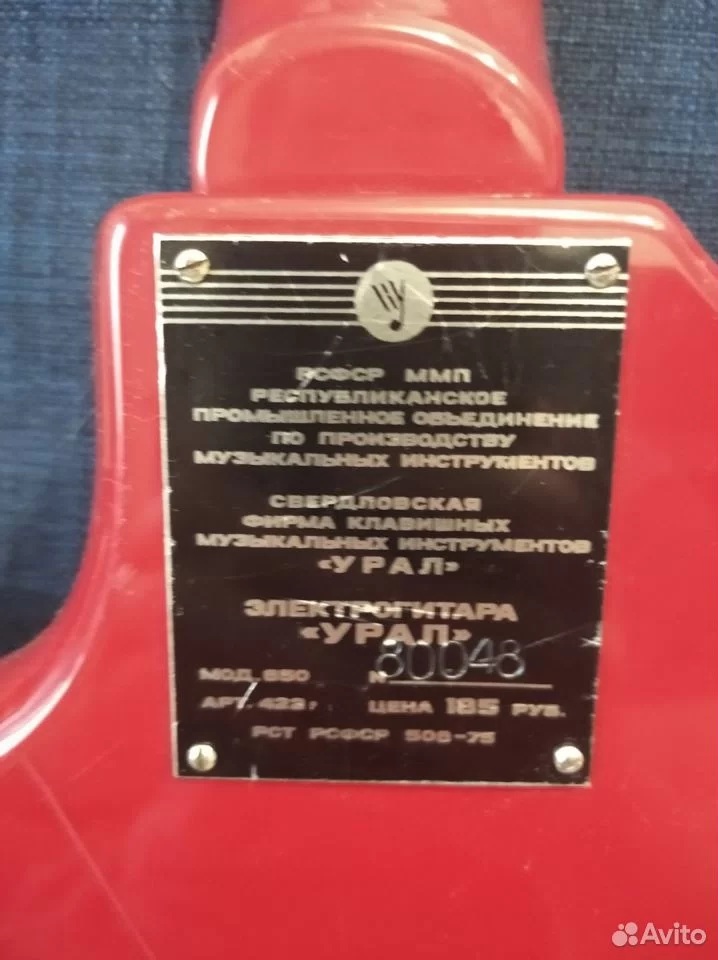 РСФСР ММП
РЕСПУБЛИКАНСКОЕ
ПРОМЫШЛЕННОЕ ОБЪЕДИНЕНИЕ
ПО ПРОИЗВОДСТВУ
МУЗЫКАЛЬНЫХ ИНСТРУМЕНТОВ
СВЕРДЛОВСКАЯ
ФИРМА КЛАВИШНЫХ
МУЗЫКАЛЬНЫХ ИНСТРУМЕНТОВ
«УРАЛ»
ЭЛЕКТРОГИТАРА
«УРАЛ»
МОД. 650 N 80048
АРТ. 423г ЦЕНА 185 РУБ.
РСТ РСФСР 508-75
Avito